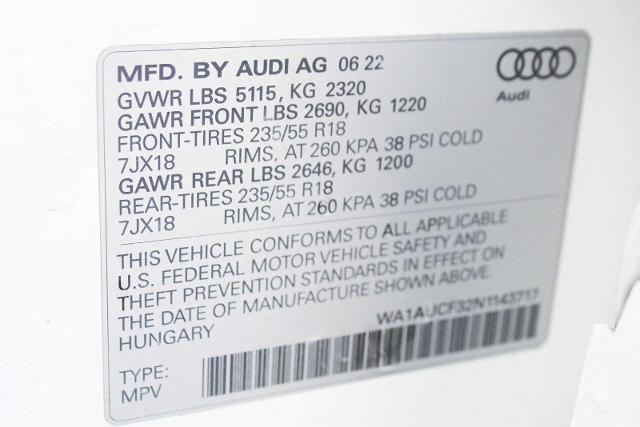 MFD. BY AUDI AG 06 22
Audi
GVWR LBS 5115, KG 2320
GAWR FRONT LBS 2690, KG 1220
FRONT-TIRES 235/55 R18
7JX18 RIMS, AT 260 KPA 38 PSI COLD
GAWR REAR LBS 2646, KG 1200
REAR-TIRES 235/55 R18
7JX18 RIMS, AT 260 KPA 38 PSI COLD
THIS VEHICLE CONFORMS TO ALL APPLICABLE
U.S. FEDERAL MOTOR VEHICLE SAFETY AND
THEFT PREVENTION STANDARDS IN EFFECT ON
THE DATE OF MANUFACTURE SHOWN ABOVE
HUNGARY WA1AUCF32N1143717
TYPE:
MPV